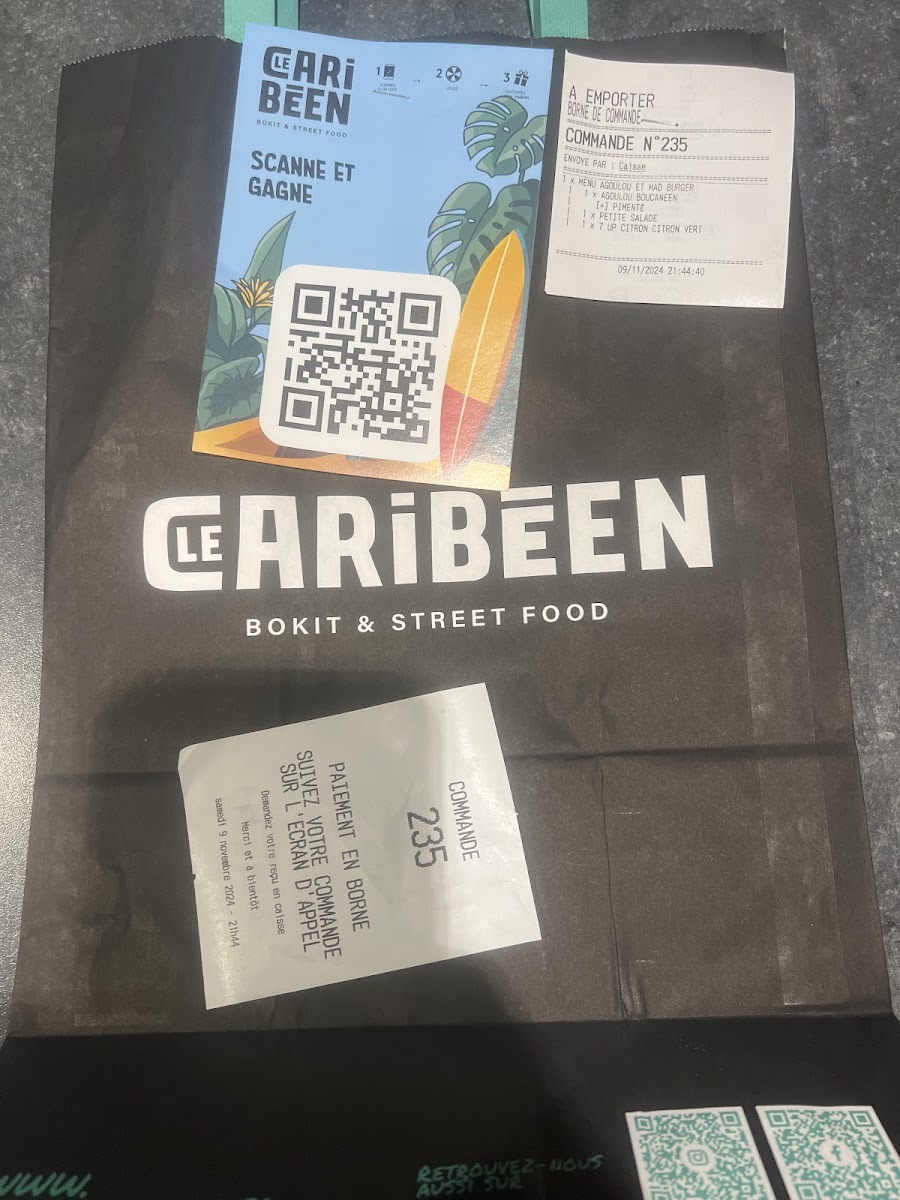 LE CARiBĒEN
BOKIT & STREET FOOD
1 2 3
SCANNE ET
GAGNE
A EMPORTER
BORNE DE COMMANDE
COMMANDE N°235
ENVOYE PAR : Caisse
1 x MENU AGOULOU ET MAD BURGER
1 x AGOULOU BOUCANEEN
[+] PIMENTE
1 x PETITE SALADE
1 x 7 UP CITRON CITRON VERT
09/11/2024 21:44:40
LE CARiBĒEN
BOKIT & STREET FOOD
COMMANDE
235
PAIEMENT EN BORNE
SUIVEZ VOTRE COMMANDE
SUR L'ECRAN D'APPEL
Demandez votre reçu en caisse
Merci et à bientôt
samedi 9 novembre 2024 - 21h44
WWW.
RETROUVEZ-NOUS
AUSSI SUR